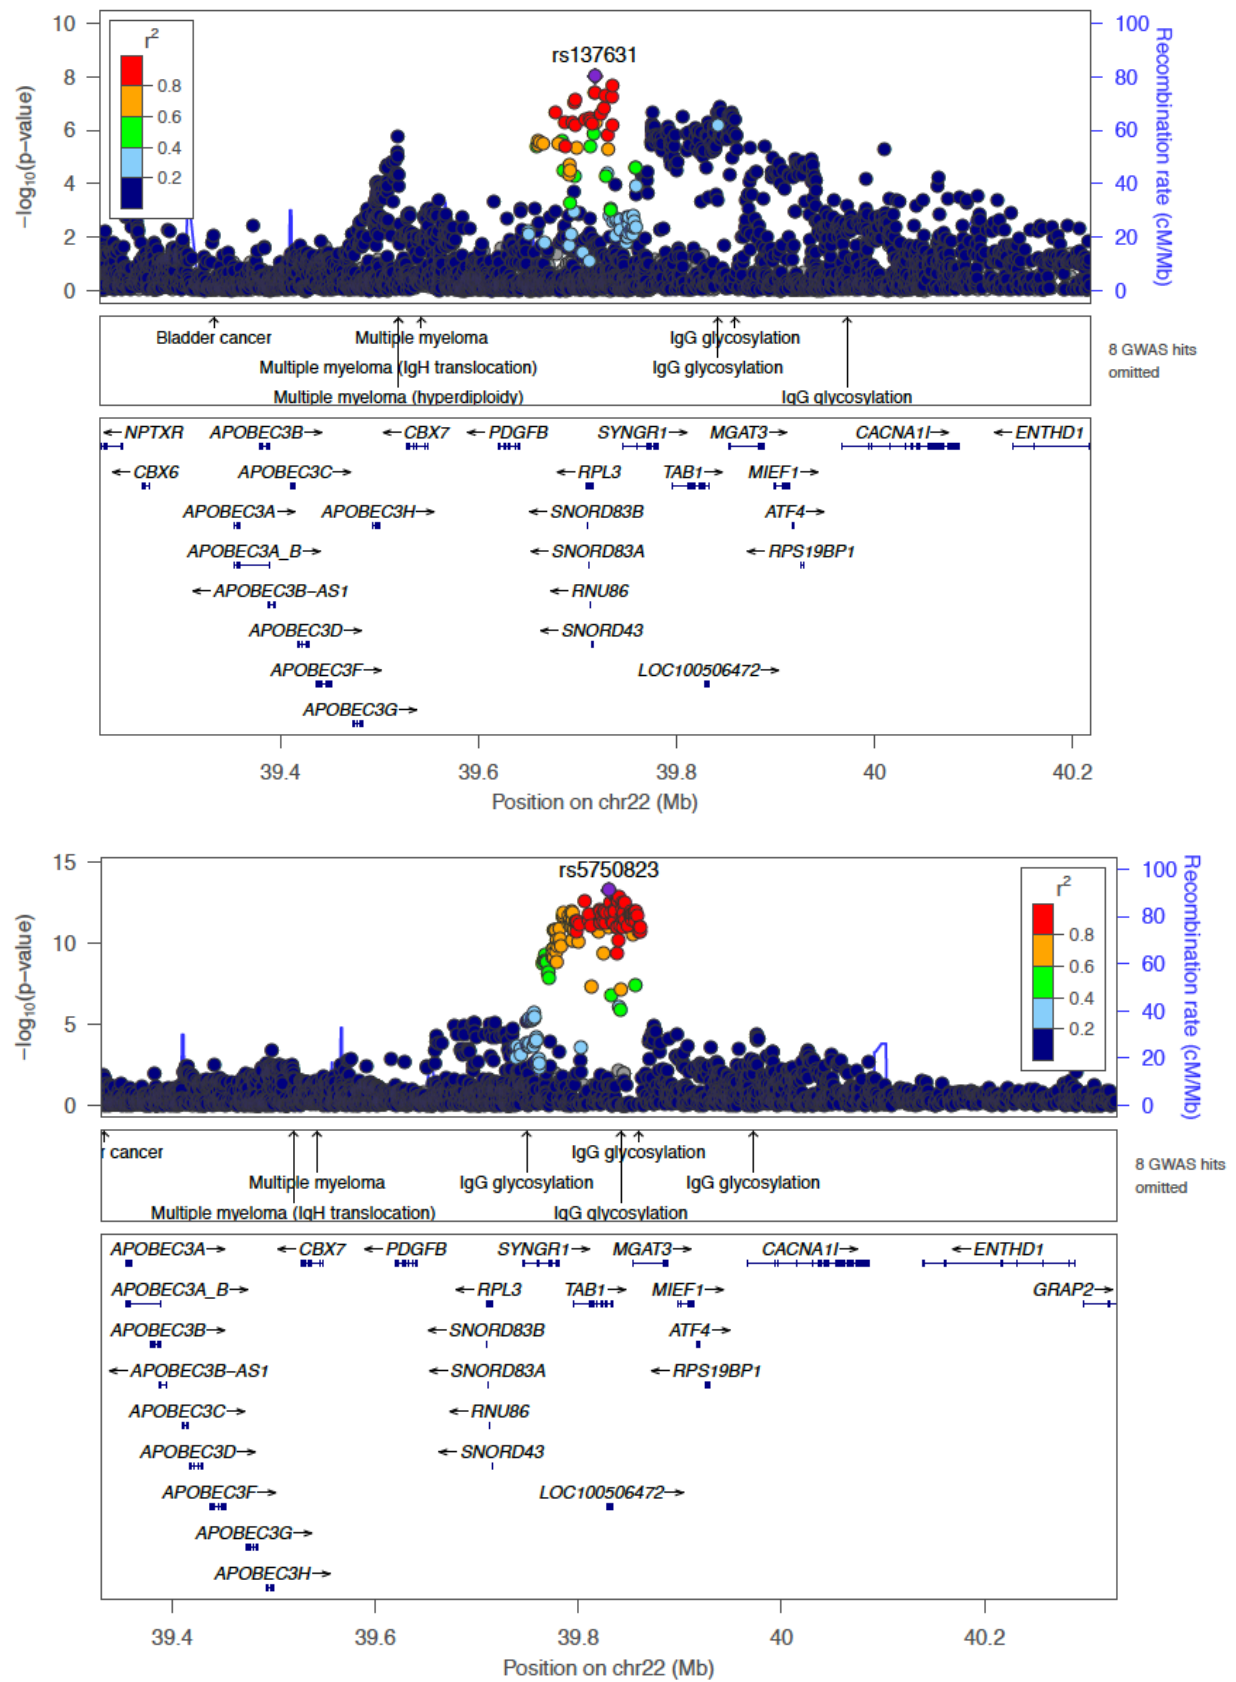 rs137631
10
8
6
4
2
0
−log10(p−value)
r2
0.8
0.6
0.4
0.2
100
80
60
40
20
0
Recombination rate (cM/Mb)
Bladder cancer
Multiple myeloma
IgG glycosylation
Multiple myeloma (IgH translocation)
IgG glycosylation
Multiple myeloma (hyperdiploidy)
IgG glycosylation
8 GWAS hits
omitted
←NPTXR APOBEC3B→ ←CBX7 ←PDGFB SYNGR1→ MGAT3→ CACNA1I→ ←ENTHD1
←CBX6 APOBEC3C→ ←RPL3 TAB1→ MIEF1→
APOBEC3A→ APOBEC3H→ ←SNORD83B ATF4→
APOBEC3A_B→ ←SNORD83A ←RPS19BP1
←APOBEC3B−AS1 ←RNU86
APOBEC3D→ ←SNORD43
APOBEC3F→ LOC100506472→
APOBEC3G→
39.4 39.6 39.8 40 40.2
Position on chr22 (Mb)
rs5750823
15
10
5
0
−log10(p−value)
r2
0.8
0.6
0.4
0.2
100
80
60
40
20
0
Recombination rate (cM/Mb)
r cancer
IgG glycosylation
Multiple myeloma
IgG glycosylation
IgG glycosylation
Multiple myeloma (IgH translocation)
IgG glycosylation
8 GWAS hits
omitted
APOBEC3A→ ←CBX7 ←PDGFB SYNGR1→ MGAT3→ CACNA1I→ ←ENTHD1
APOBEC3A_B→ ←RPL3 TAB1→ MIEF1→ GRAP2→
APOBEC3B→ ←SNORD83B ATF4→
←APOBEC3B−AS1 ←SNORD83A ←RPS19BP1
APOBEC3C→ ←RNU86
APOBEC3D→ ←SNORD43
APOBEC3F→ LOC100506472→
APOBEC3G→
APOBEC3H→
39.4 39.6 39.8 40 40.2
Position on chr22 (Mb)